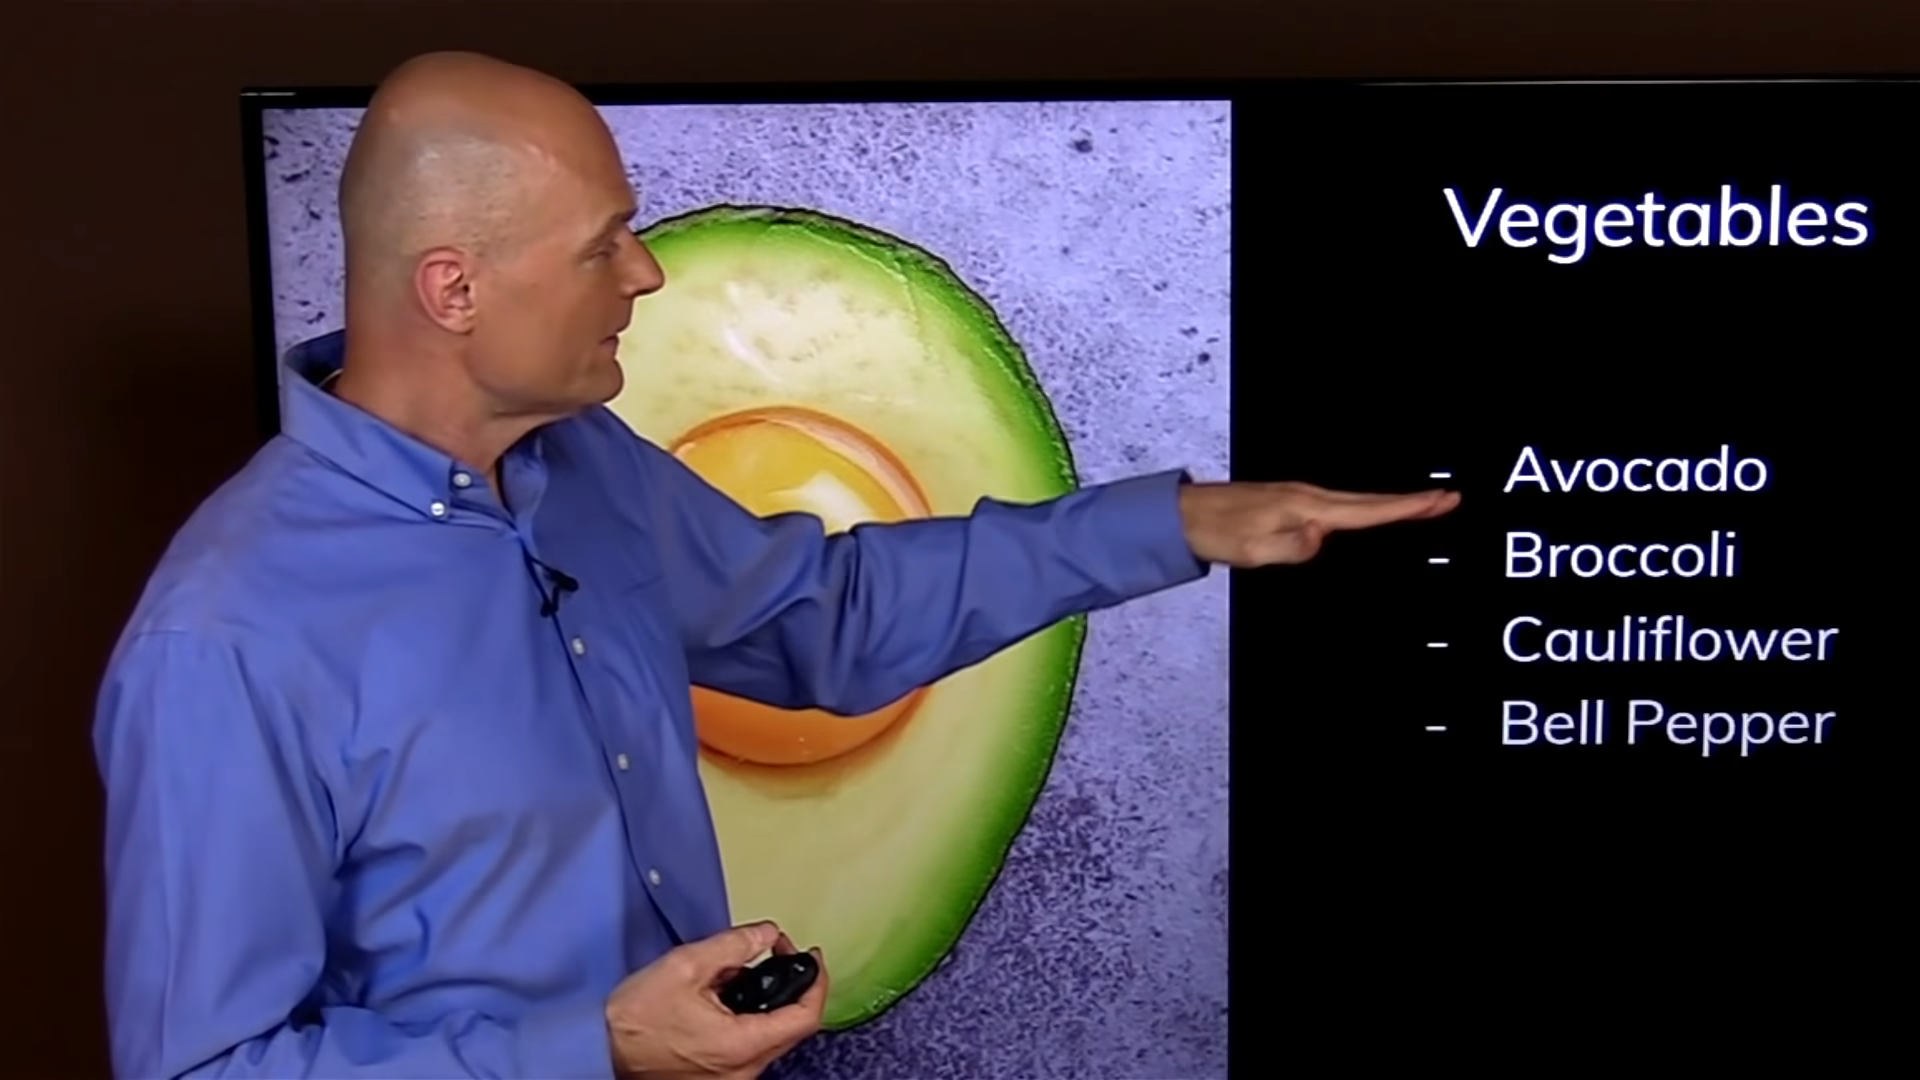 Vegetables
- Avocado
- Broccoli
- Cauliflower
- Bell Pepper